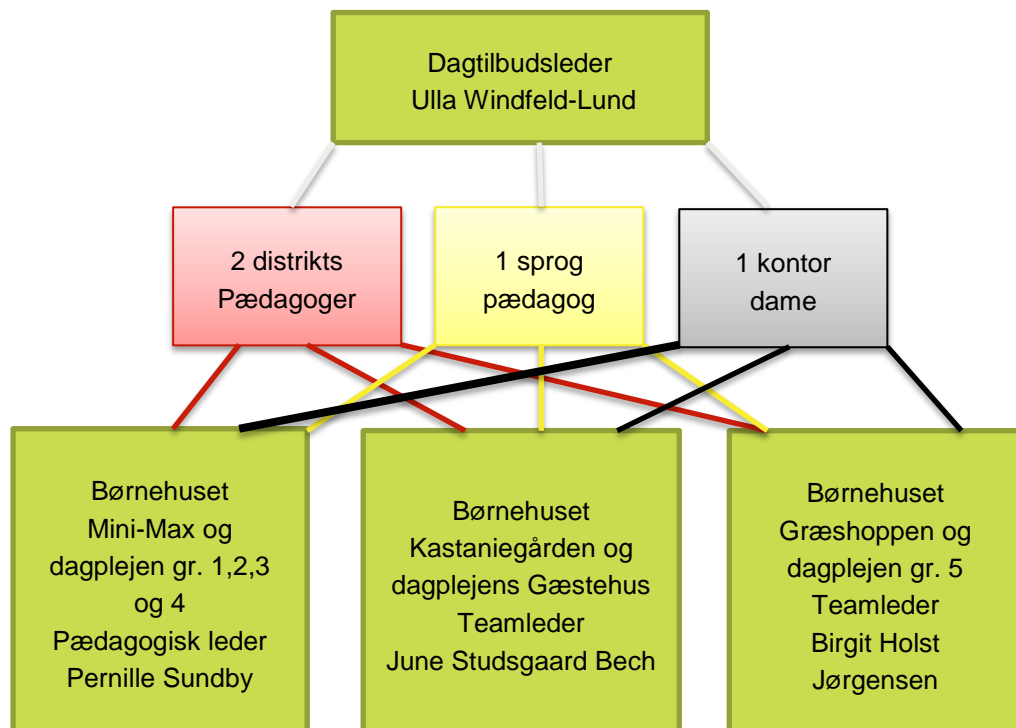 Dagtilbudsleder
Ulla Windfeld-Lund
2 distrikts
Pædagoger
1 sprog
pædagog
1 kontor
dame
Børnehuset
Mini-Max og
dagplejen gr. 1,2,3
og 4
Pædagogisk leder
Pernille Sundby
Børnehuset
Kastaniegården og
dagplejens Gæstehus
Teamleder
June Studsgaard Bech
Børnehuset
Græshoppen og
dagplejen gr. 5
Teamleder
Birgit Holst
Jørgensen